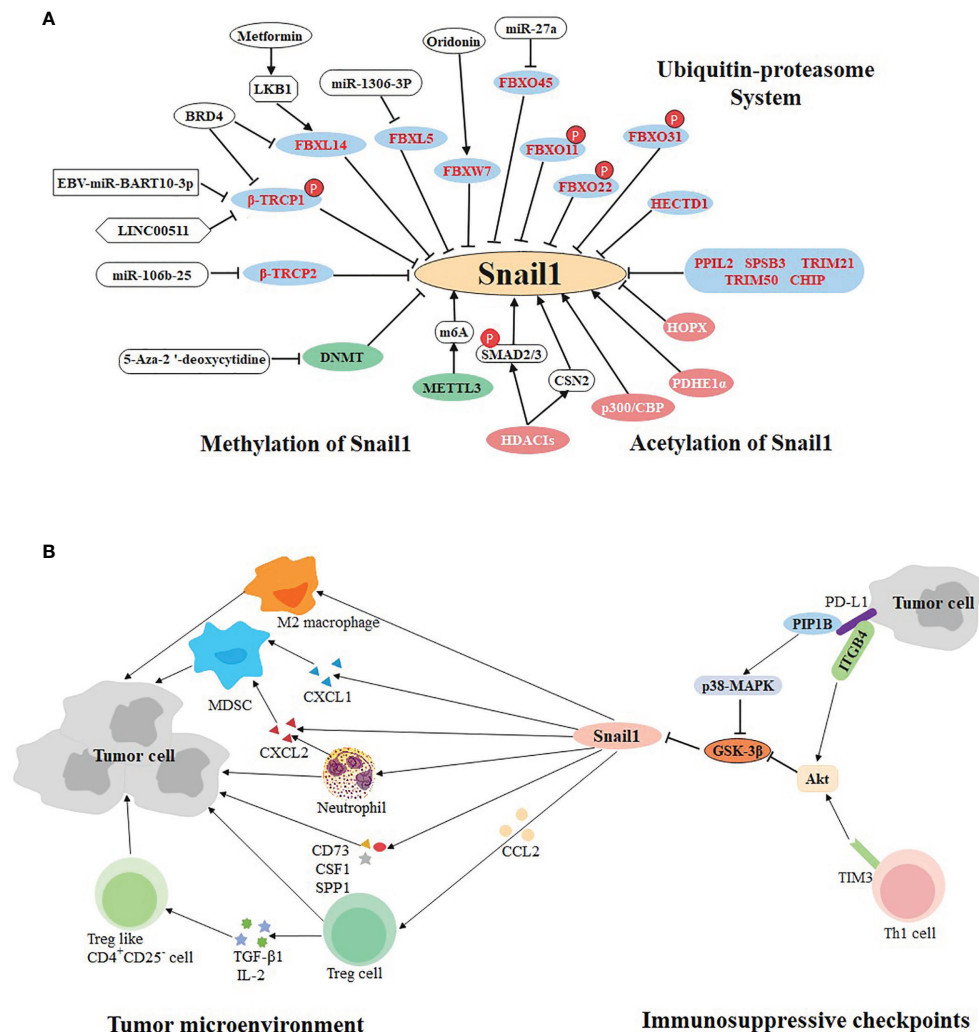 A
Metformin
miR-27a
Oridonin
Ubiquitin-proteasome
System
LKB1
miR-1306-3P
FBXO45
BRD4
P
P
FBXL14
FBXL5
FBXO11
FBXO31
P
FBXW7
FBXO22
EBV-miR-BART10-3p
P
β-TRCP1
HECTD1
LINC00511
PPIL2 SPSB3 TRIM21
TRIM50 CHIP
miR-106b-25
β-TRCP2
Snail1
HOPX
m6A
P
SMAD2/3
5-Aza-2 '-deoxycytidine
DNMT
CSN2
PDHE1α
METTL3
p300/CBP
HDACIs
Methylation of Snail1
Acetylation of Snail1
B
PD-L1
Tumor cell
M2 macrophage
PIP1B
ITGB4
p38-MAPK
MDSC
CXCL1
Snail1
CXCL2
GSK-3β
Tumor cell
Akt
Neutrophil
CD73
CSF1
SPP1
CCL2
TIM3
Th1 cell
Treg like
CD4+CD25- cell
TGF-β1
IL-2
Treg cell
Tumor microenvironment
Immunosuppressive checkpoints